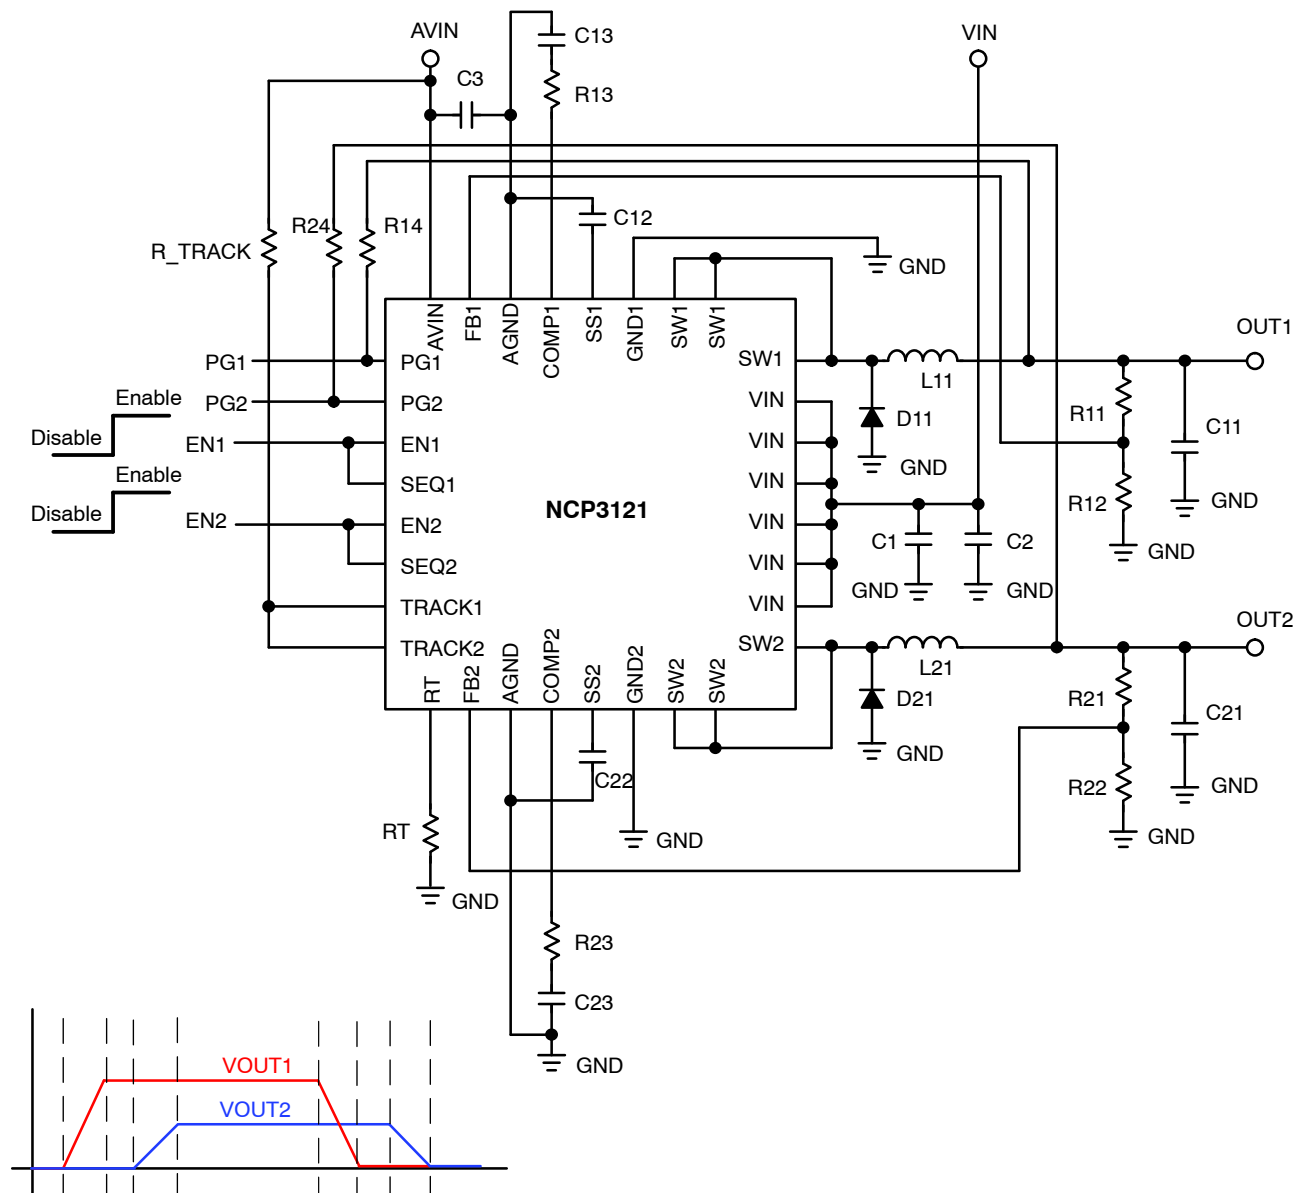 AVIN
VIN
C13
C3
R13
R24
R14
C12
R_TRACK
GND
AVIN
FB1
AGND
COMP1
SS1
GND1
SW1
SW1
OUT1
PG1
PG1
SW1
L11
Enable
PG2
PG2
VIN
D11
R11
C11
Disable
EN1
EN1
VIN
GND
Enable
SEQ1
VIN
GND
Disable
EN2
EN2
NCP3121
VIN
C1
C2
R12
GND
SEQ2
VIN
GND
GND
TRACK1
VIN
OUT2
TRACK2
SW2
L21
RT
FB2
AGND
COMP2
SS2
GND2
SW2
SW2
D21
R21
C21
GND
C22
R22
GND
RT
GND
GND
GND
R23
C23
GND
VOUT1
VOUT2